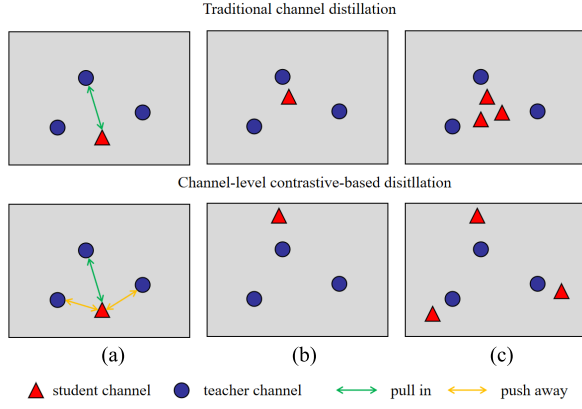 Traditional channel distillation
Channel-level contrastive-based disitllation
(a) (b) (c)
student channel teacher channel pull in push away